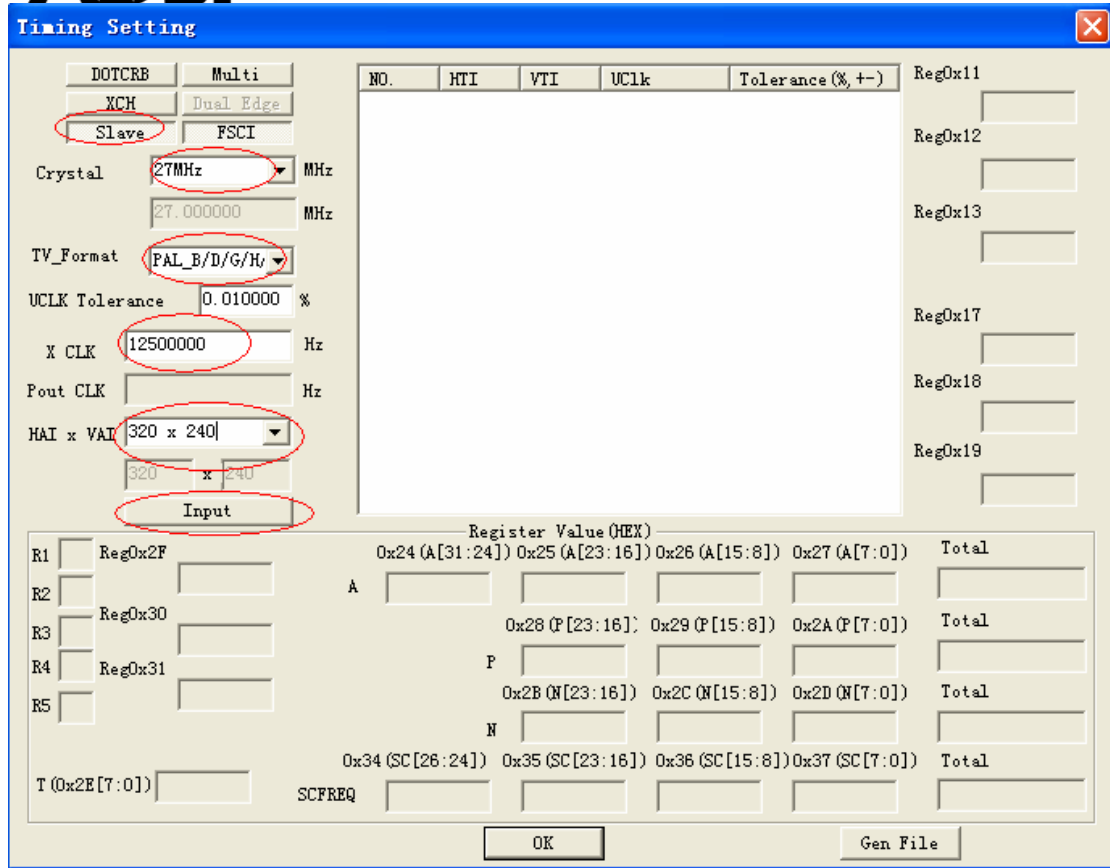 Timing Setting
DOTCRB Multi
XCH Dual Edge
Slave FSCI
Crystal 27MHz MHz
27.000000 MHz
TV_Format PAL_B/D/G/H/
UCLK Tolerance 0.010000 %
X CLK 12500000 Hz
Pout CLK Hz
HAI x VAI 320 x 240
320 x 240
Input
NO. HTI VTI UClk Tolerance(%,+-)
Reg0x11
Reg0x12
Reg0x13
Reg0x17
Reg0x18
Reg0x19
Register Value(HEX)
R1 Reg0x2F
R2
Reg0x30
R3
R4 Reg0x31
R5
T(0x2E[7:0])
0x24(A[31:24]) 0x25(A[23:16]) 0x26(A[15:8]) 0x27(A[7:0]) Total
A
0x28(P[23:16]) 0x29(P[15:8]) 0x2A(P[7:0]) Total
P
0x2B(N[23:16]) 0x2C(N[15:8]) 0x2D(N[7:0]) Total
N
0x34(SC[26:24]) 0x35(SC[23:16]) 0x36(SC[15:8]) 0x37(SC[7:0]) Total
SCFREQ
OK Gen File